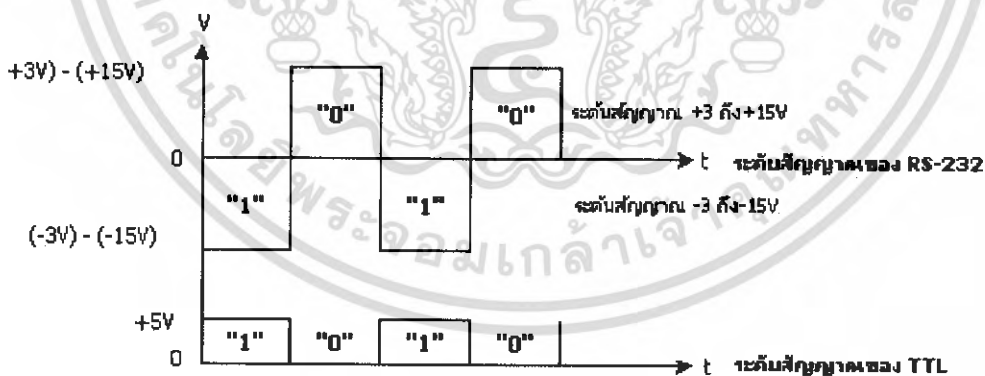 V
+3V) - (+15V)
"0" "0" ระดับสัญญาณ +3 ถึง+15V
0 t ระดับสัญญาณของ RS-232
"1" "1" ระดับสัญญาณ -3 ถึง-15V
(-3V) - (-15V)
+5V
"1" "0" "1" "0"
0 t ระดับสัญญาณของ TTL